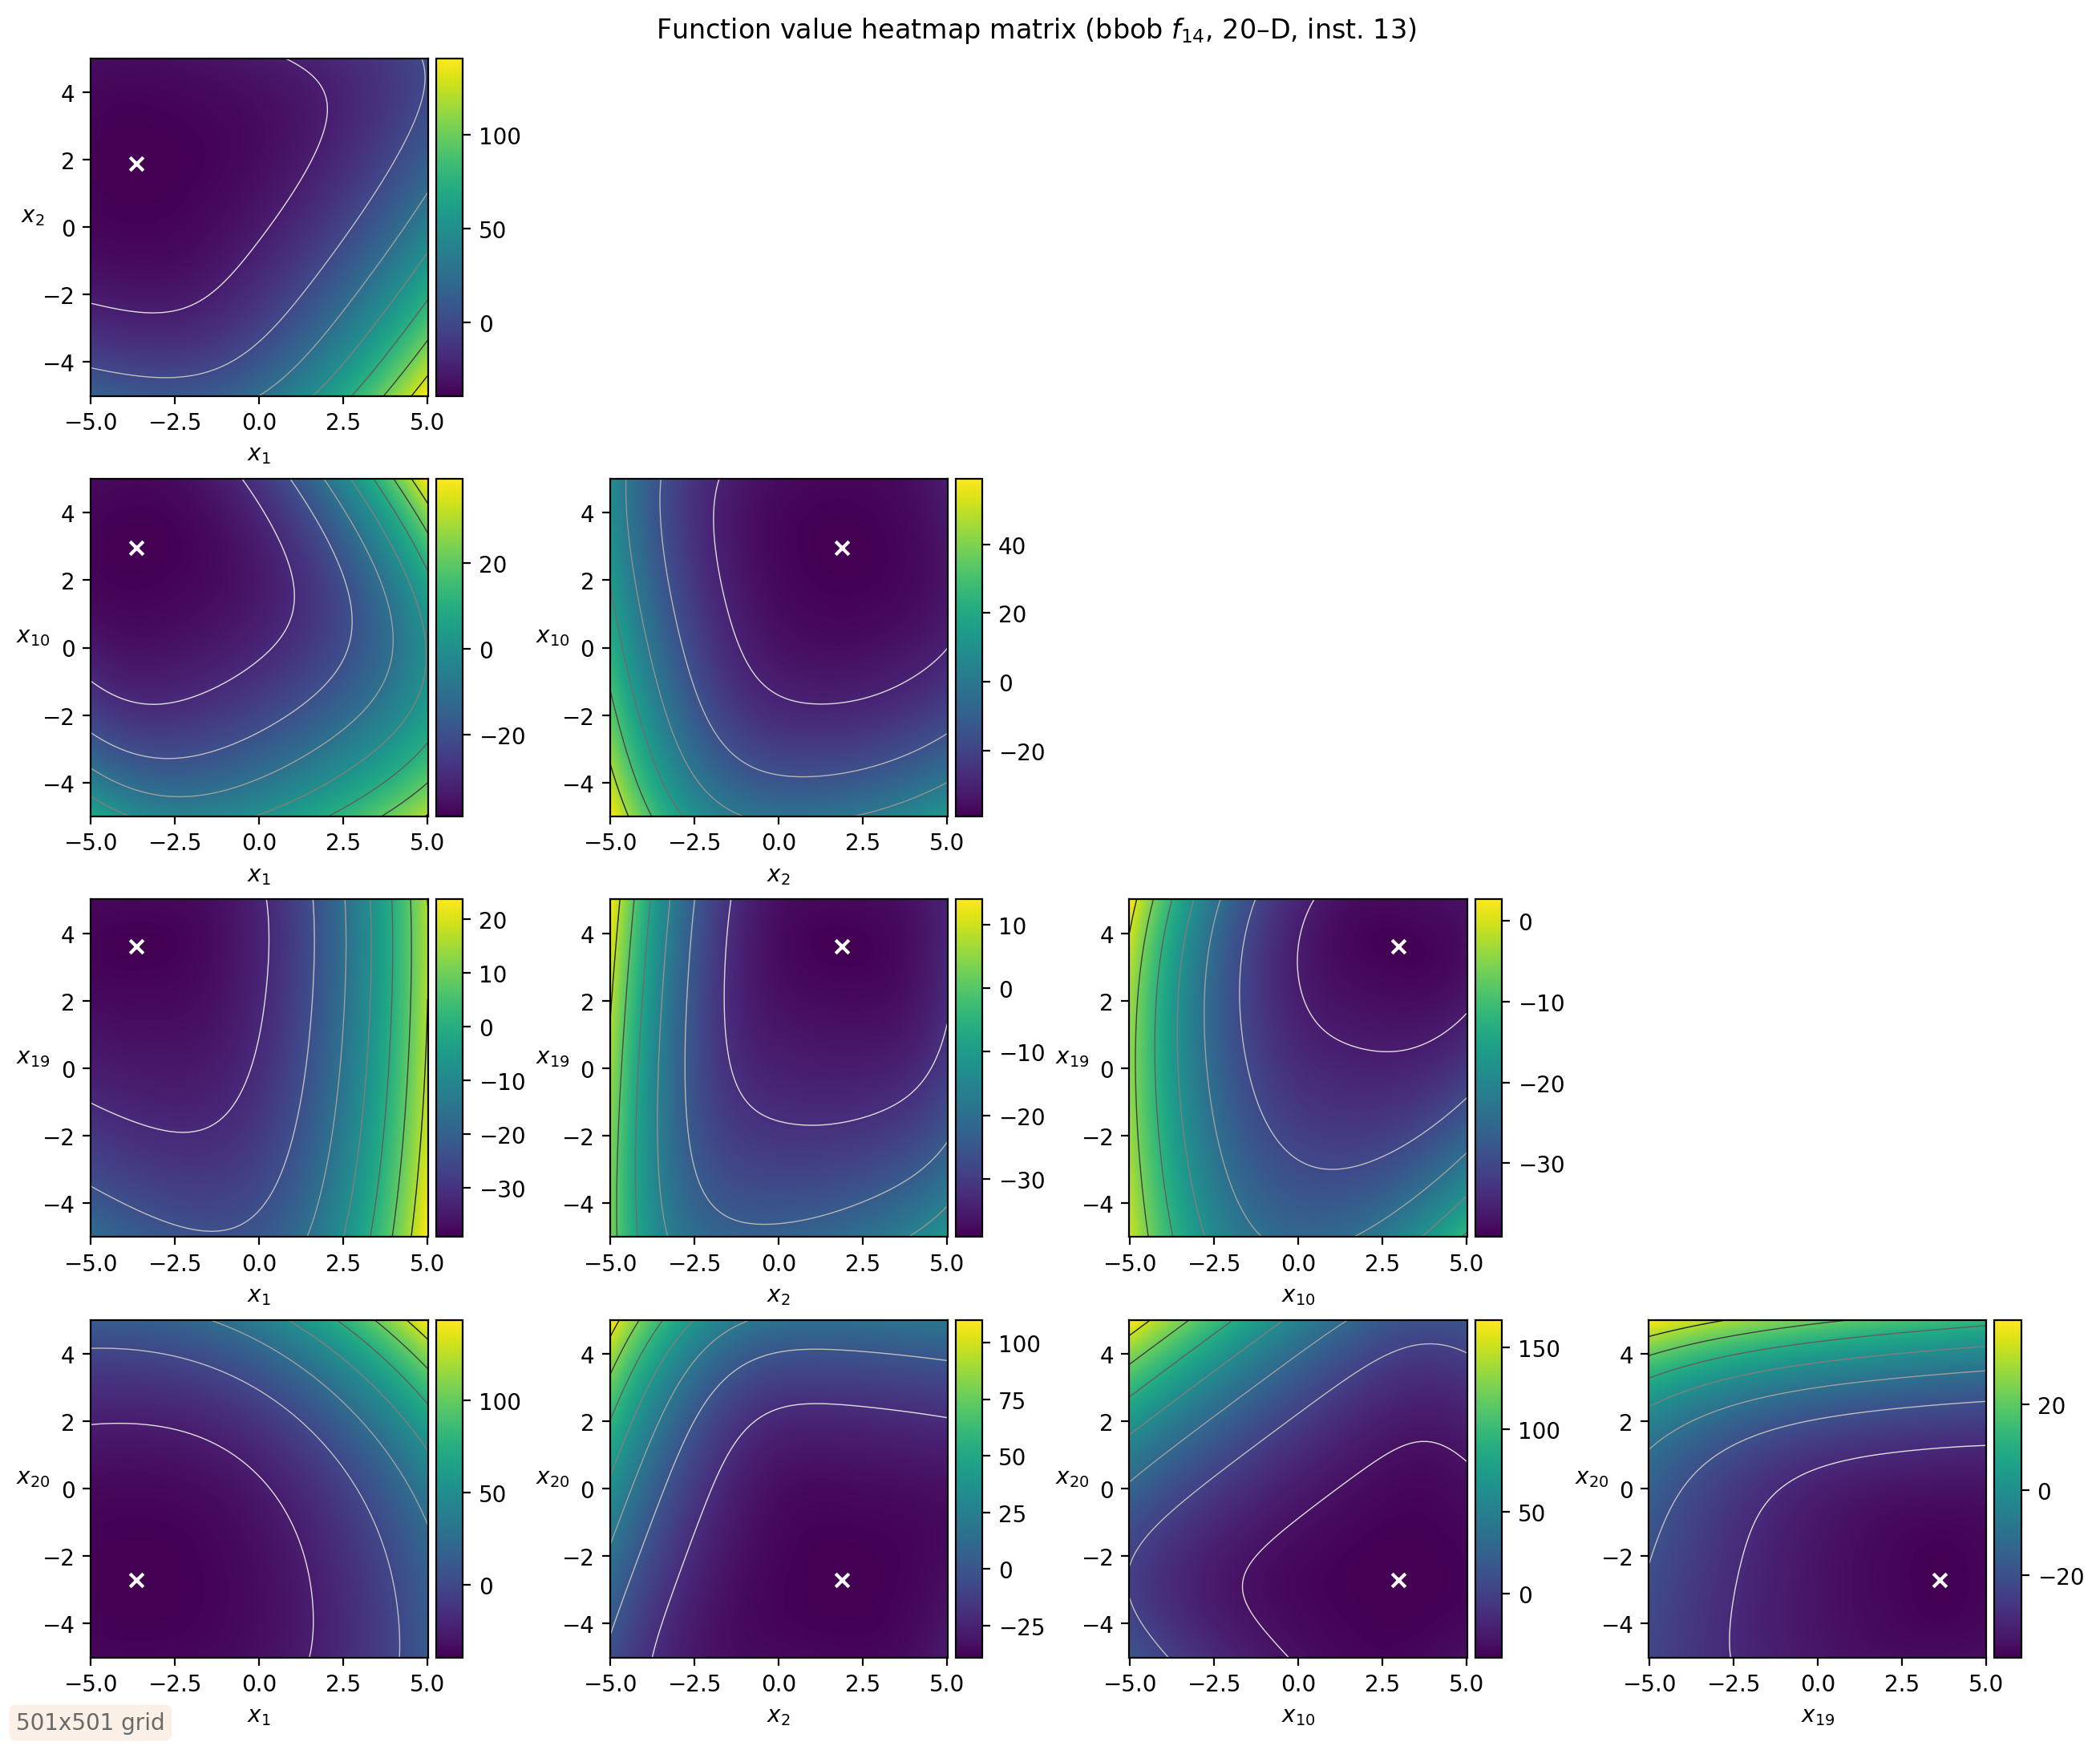 Function value heatmap matrix (bbob f14, 20–D, inst. 13)
4
2
0
−2
−4
x2
−5.0 −2.5 0.0 2.5 5.0
x1
100
50
0
4
2
0
−2
−4
x10
−5.0 −2.5 0.0 2.5 5.0
x1
20
0
−20
4
2
0
−2
−4
x10
−5.0 −2.5 0.0 2.5 5.0
x2
40
20
0
−20
4
2
0
−2
−4
x19
−5.0 −2.5 0.0 2.5 5.0
x1
20
10
0
−10
−20
−30
4
2
0
−2
−4
x19
−5.0 −2.5 0.0 2.5 5.0
x2
10
0
−10
−20
−30
4
2
0
−2
−4
x19
−5.0 −2.5 0.0 2.5 5.0
x10
0
−10
−20
−30
4
2
0
−2
−4
x20
−5.0 −2.5 0.0 2.5 5.0
x1
100
50
0
4
2
0
−2
−4
x20
−5.0 −2.5 0.0 2.5 5.0
x2
100
75
50
25
0
−25
4
2
0
−2
−4
x20
−5.0 −2.5 0.0 2.5 5.0
x10
150
100
50
0
4
2
0
−2
−4
x20
−5.0 −2.5 0.0 2.5 5.0
x19
20
0
−20
501x501 grid